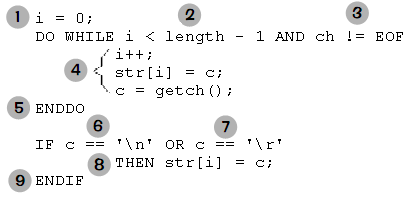 1 i = 0;
2 3
DO WHILE i < length - 1 AND ch != EOF
i++;
4 str[i] = c;
c = getch();
5 ENDDO
6 7
IF c == '\n' OR c == '\r'
8 THEN str[i] = c;
9 ENDIF